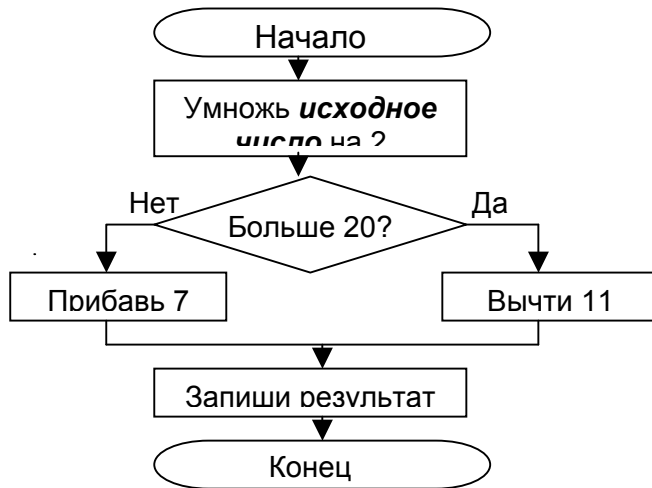 Начало
Умножь исходное
число на 2
Больше 20?
Нет
Да
Прибавь 7
Вычти 11
Запиши результат
Конец